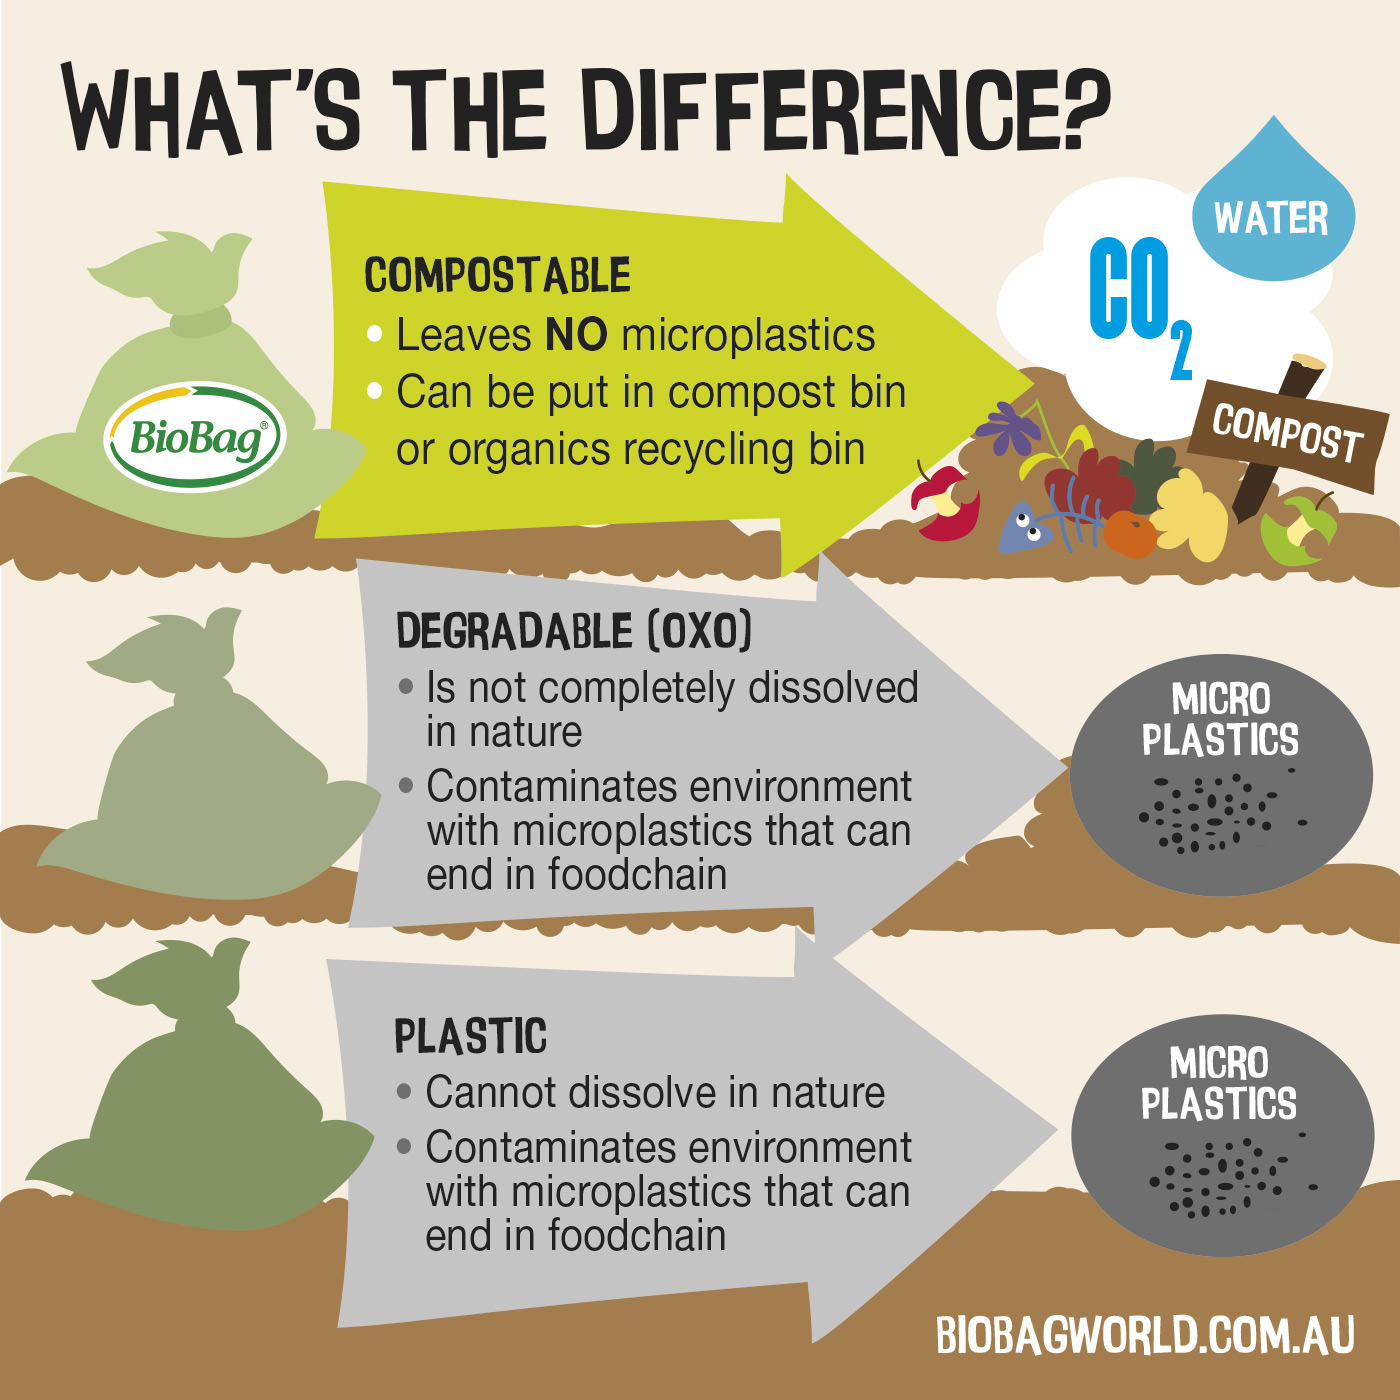 WHAT'S THE DIFFERENCE?
WATER
CO2
COMPOSTABLE
• Leaves NO microplastics
• Can be put in compost bin
or organics recycling bin
BioBag®
COMPOST
DEGRADABLE (OXO)
• Is not completely dissolved
in nature
• Contaminates environment
with microplastics that can
end in foodchain
MICRO
PLASTICS
PLASTIC
• Cannot dissolve in nature
• Contaminates environment
with microplastics that can
end in foodchain
MICRO
PLASTICS
BIOBAGWORLD.COM.AU